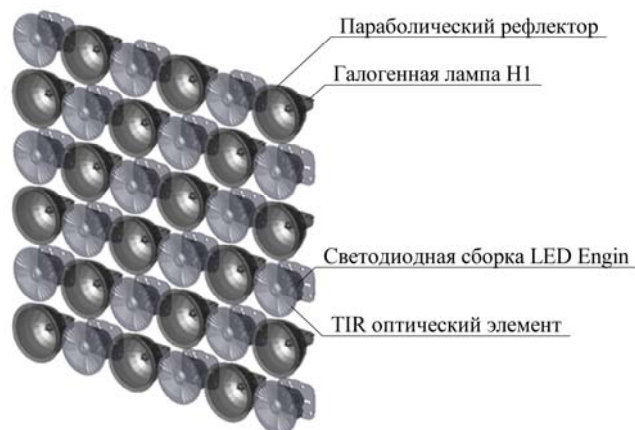 Параболический рефлектор
Галогенная лампа H1
Светодиодная сборка LED Engin
TIR оптический элемент